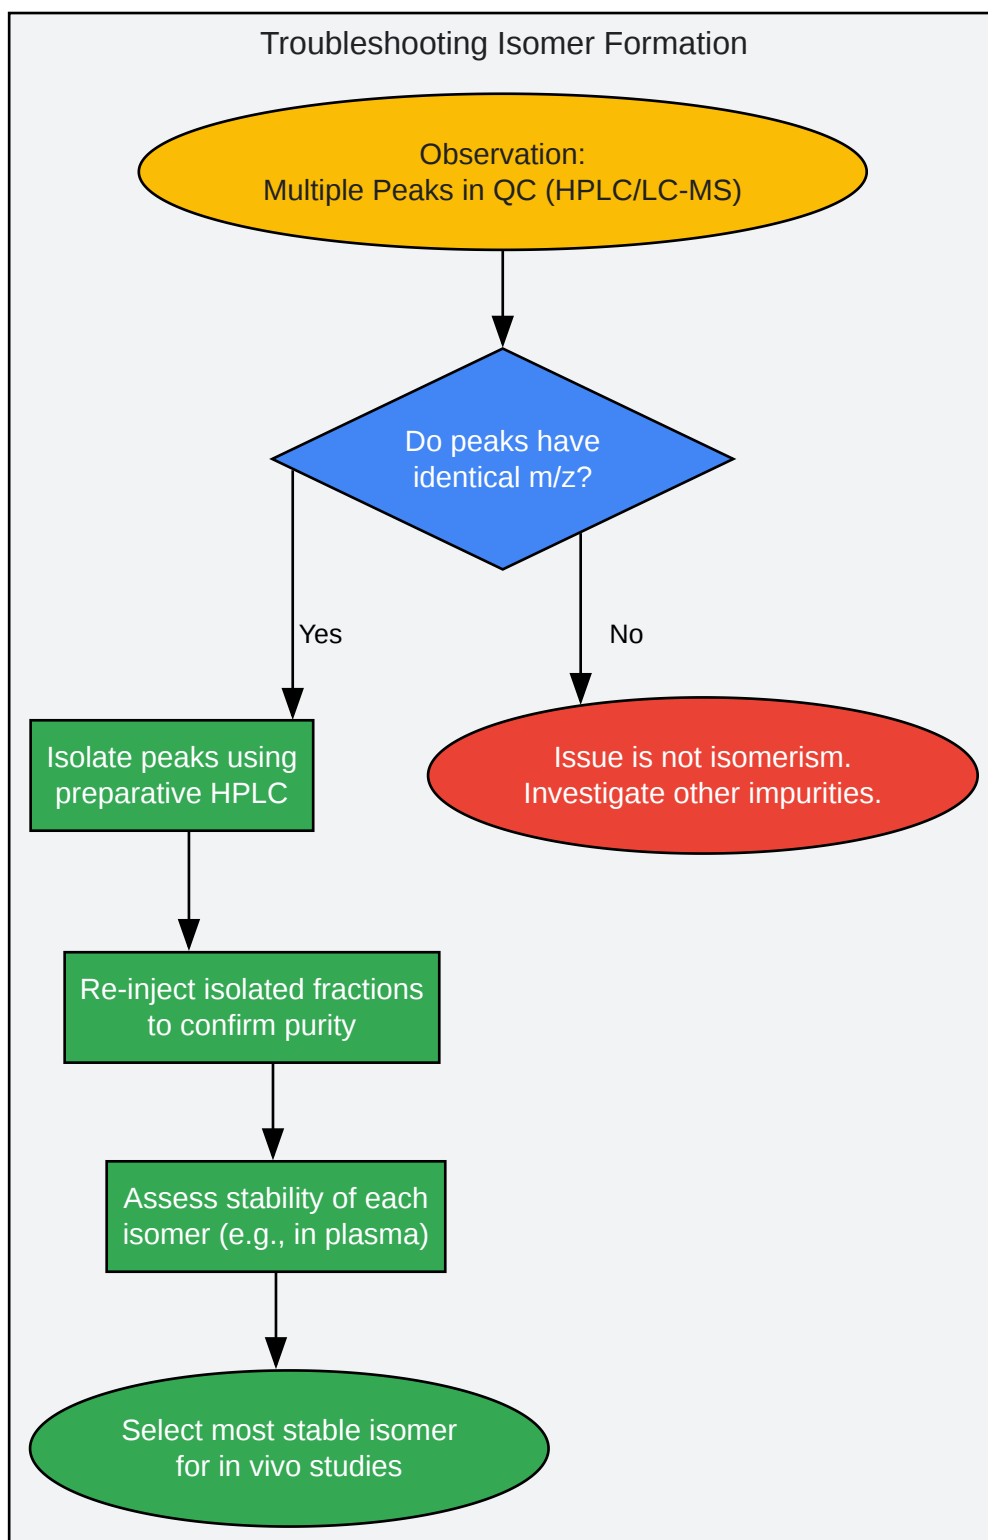 Troubleshooting Isomer Formation
Observation:
Multiple Peaks in QC (HPLC/LC-MS)
Do peaks have
identical m/z?
Yes
No
Isolate peaks using
preparative HPLC
Issue is not isomerism.
Investigate other impurities.
Re-inject isolated fractions
to confirm purity
Assess stability of each
isomer (e.g., in plasma)
Select most stable isomer
for in vivo studies